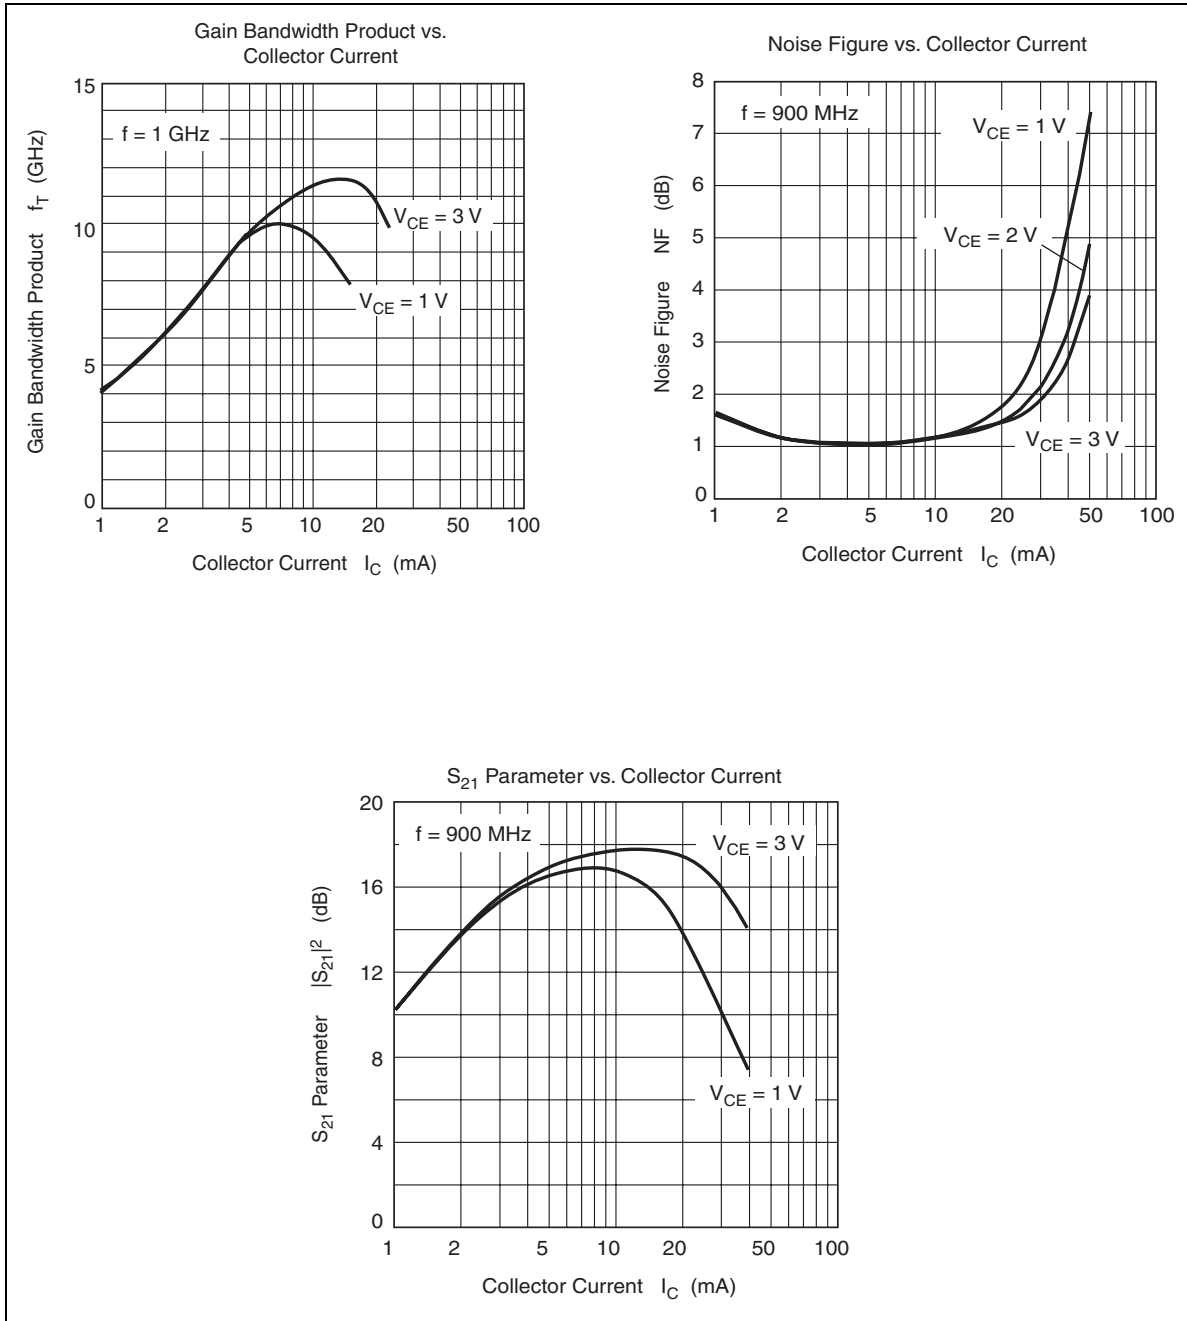 Gain Bandwidth Product vs.
Collector Current
15
10
5
0
Gain Bandwidth Product f_T (GHz)
f = 1 GHz
V_CE = 3 V
V_CE = 1 V
1 2 5 10 20 50 100
Collector Current I_C (mA)
Noise Figure vs. Collector Current
8
7
6
5
4
3
2
1
0
Noise Figure NF (dB)
f = 900 MHz
V_CE = 1 V
V_CE = 2 V
V_CE = 3 V
1 2 5 10 20 50 100
Collector Current I_C (mA)
S_21 Parameter vs. Collector Current
20
16
12
8
4
0
S_21 Parameter |S_21|² (dB)
f = 900 MHz
V_CE = 3 V
V_CE = 1 V
1 2 5 10 20 50 100
Collector Current I_C (mA)